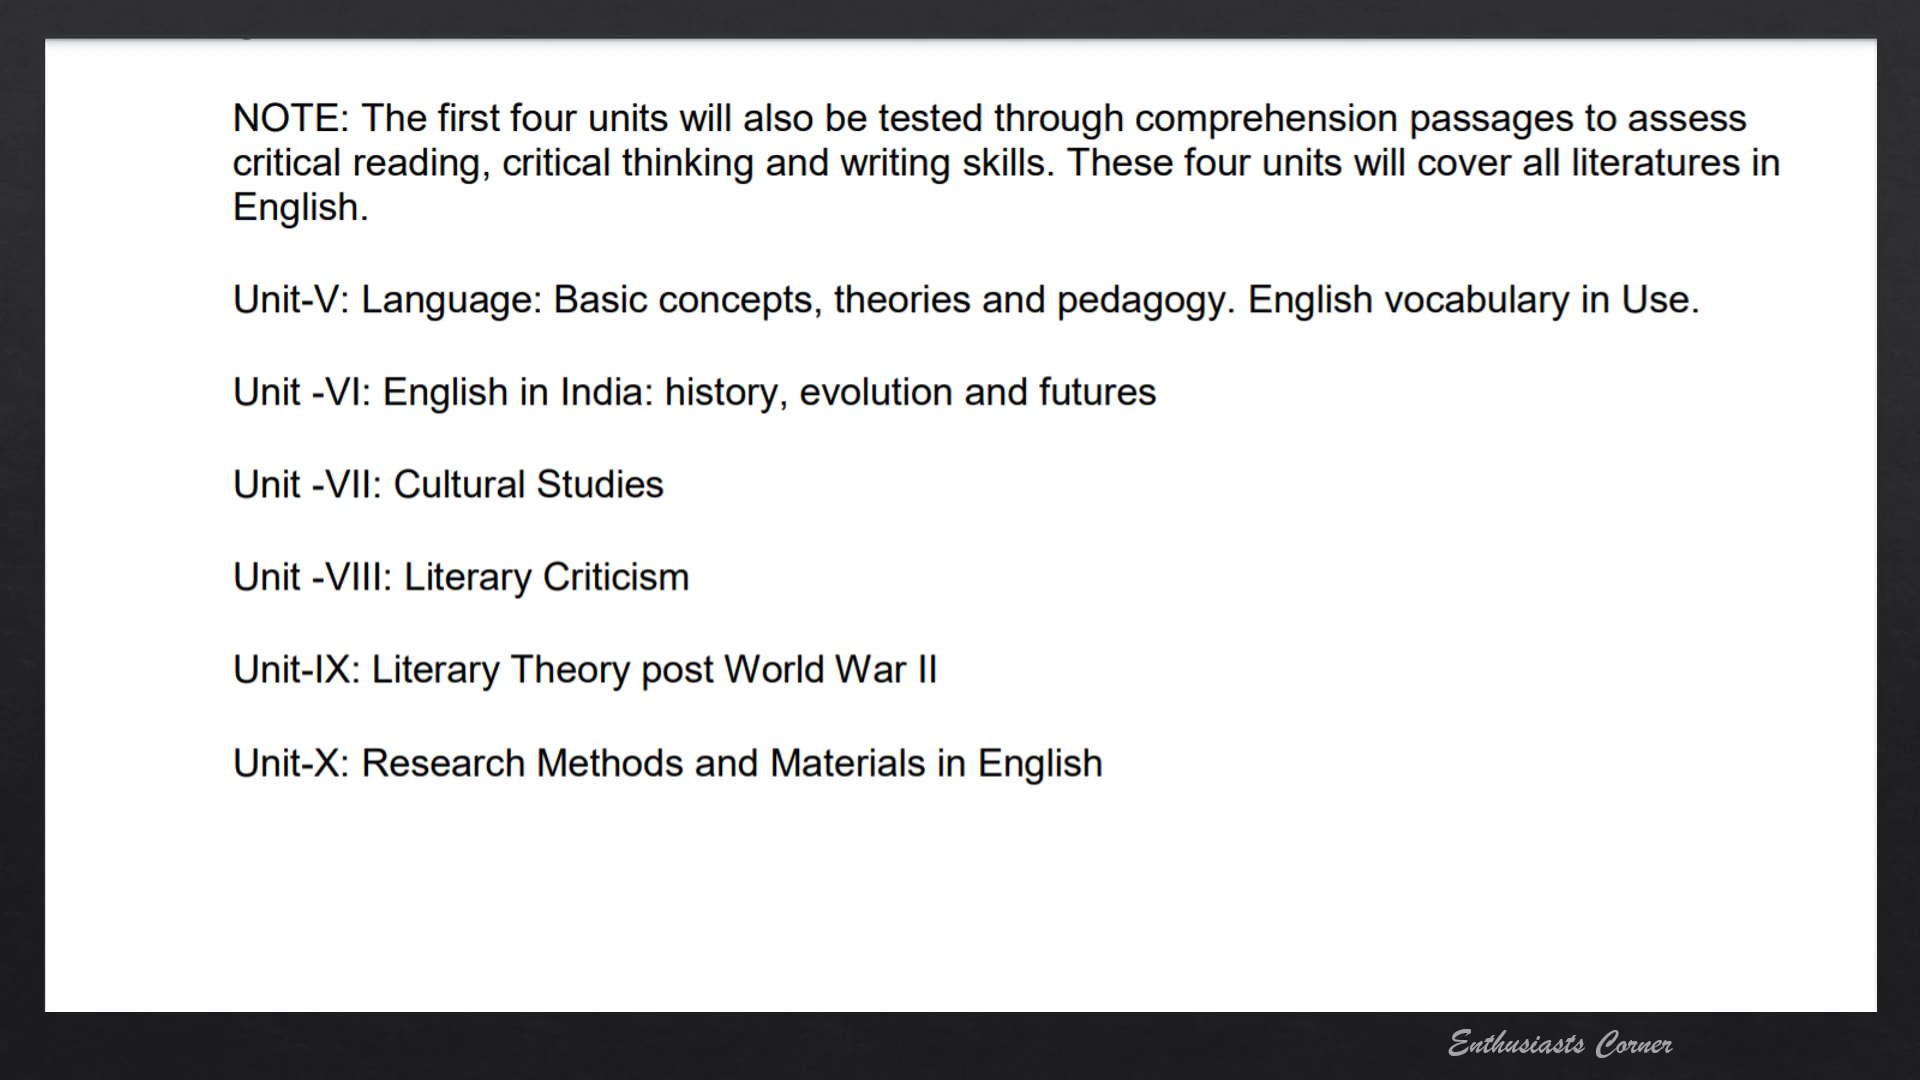 NOTE: The first four units will also be tested through comprehension passages to assess
critical reading, critical thinking and writing skills. These four units will cover all literatures in
English.
Unit-V: Language: Basic concepts, theories and pedagogy. English vocabulary in Use.
Unit -VI: English in India: history, evolution and futures
Unit -VII: Cultural Studies
Unit -VIII: Literary Criticism
Unit-IX: Literary Theory post World War II
Unit-X: Research Methods and Materials in English
Enthusiasts Corner